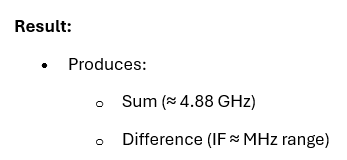 Result:
• Produces:
o Sum (≈ 4.88 GHz)
o Difference (IF ≈ MHz range)